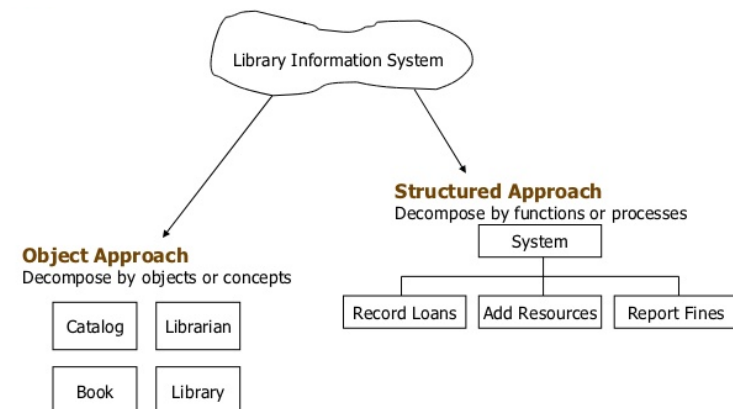 Library Information System
Structured Approach
Decompose by functions or processes
System
Record Loans
Add Resources
Report Fines
Object Approach
Decompose by objects or concepts
Catalog
Librarian
Book
Library